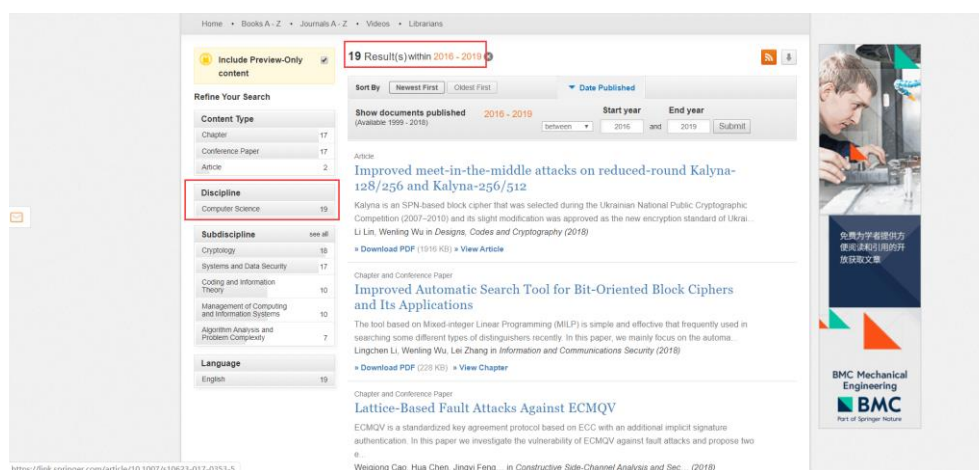 Home • Books A - Z • Journals A - Z • Videos • Librarians
Include Preview-Only
content
Refine Your Search
Content Type
Chapter 17
Conference Paper 17
Article 2
Discipline
Computer Science 19
Subdiscipline see all
Cryptology 18
Systems and Data Security 17
Coding and Information
Theory 10
Management of Computing
and Information Systems 10
Algorithm Analysis and
Problem Complexity 7
Language
English 19
19 Result(s) within 2016 - 2019
Sort By Newest First Oldest First Date Published
Show documents published 2016 - 2019
(Available 1999 - 2018)
Start year End year
between 2016 and 2019 Submit
Article
Improved meet-in-the-middle attacks on reduced-round Kalyna-
128/256 and Kalyna-256/512
Kalyna is an SPN-based block cipher that was selected during the Ukrainian National Public Cryptographic
Competition (2007–2010) and its slight modification was approved as the new encryption standard of Ukrai...
Li Lin, Wenling Wu in Designs, Codes and Cryptography (2018)
» Download PDF (1916 KB) » View Article
Chapter and Conference Paper
Improved Automatic Search Tool for Bit-Oriented Block Ciphers
and Its Applications
The tool based on Mixed-integer Linear Programming (MILP) is simple and effective that frequently used in
searching some different types of distinguishers recently. In this paper, we mainly focus on the automa...
Lingchen Li, Wenling Wu, Lei Zhang in Information and Communications Security (2018)
» Download PDF (228 KB) » View Chapter
Chapter and Conference Paper
Lattice-Based Fault Attacks Against ECMQV
ECMQV is a standardized key agreement protocol based on ECC with an additional implicit signature
authentication. In this paper we investigate the vulnerability of ECMQV against fault attacks and propose two
e...
Weiqiong Cao, Hua Chen, Jingyi Feng... in Constructive Side-Channel Analysis and Sec... (2018)
免费为学者提供方
便阅读和引用的开
放获取文章
BMC Mechanical
Engineering
BMC
Part of Springer Nature
https://link.springer.com/article/10.1007/s10623-017-0353-5